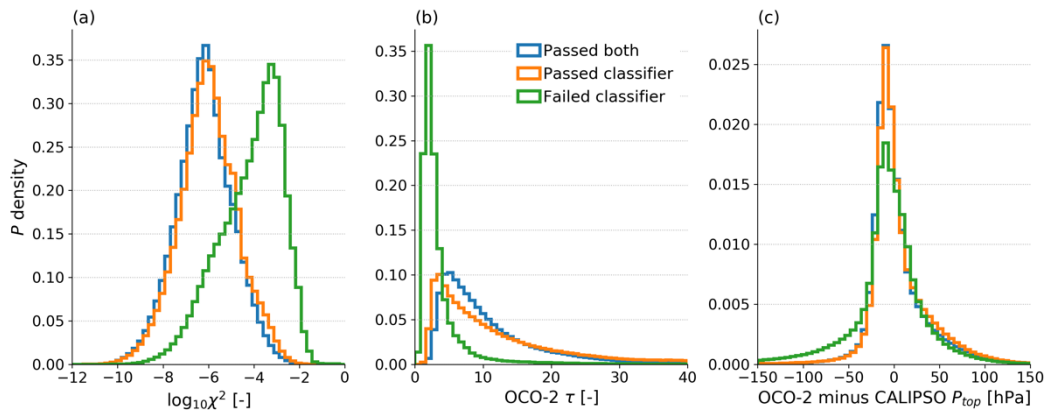 (a)
P density
0.35
0.30
0.25
0.20
0.15
0.10
0.05
0.00
−12 −10 −8 −6 −4 −2 0
log₁₀χ² [-]
(b)
Passed both
Passed classifier
Failed classifier
0.35
0.30
0.25
0.20
0.15
0.10
0.05
0.00
0 10 20 30 40
OCO-2 τ [-]
(c)
0.025
0.020
0.015
0.010
0.005
0.000
−150 −100 −50 0 50 100 150
OCO-2 minus CALIPSO Pₜₒₚ [hPa]